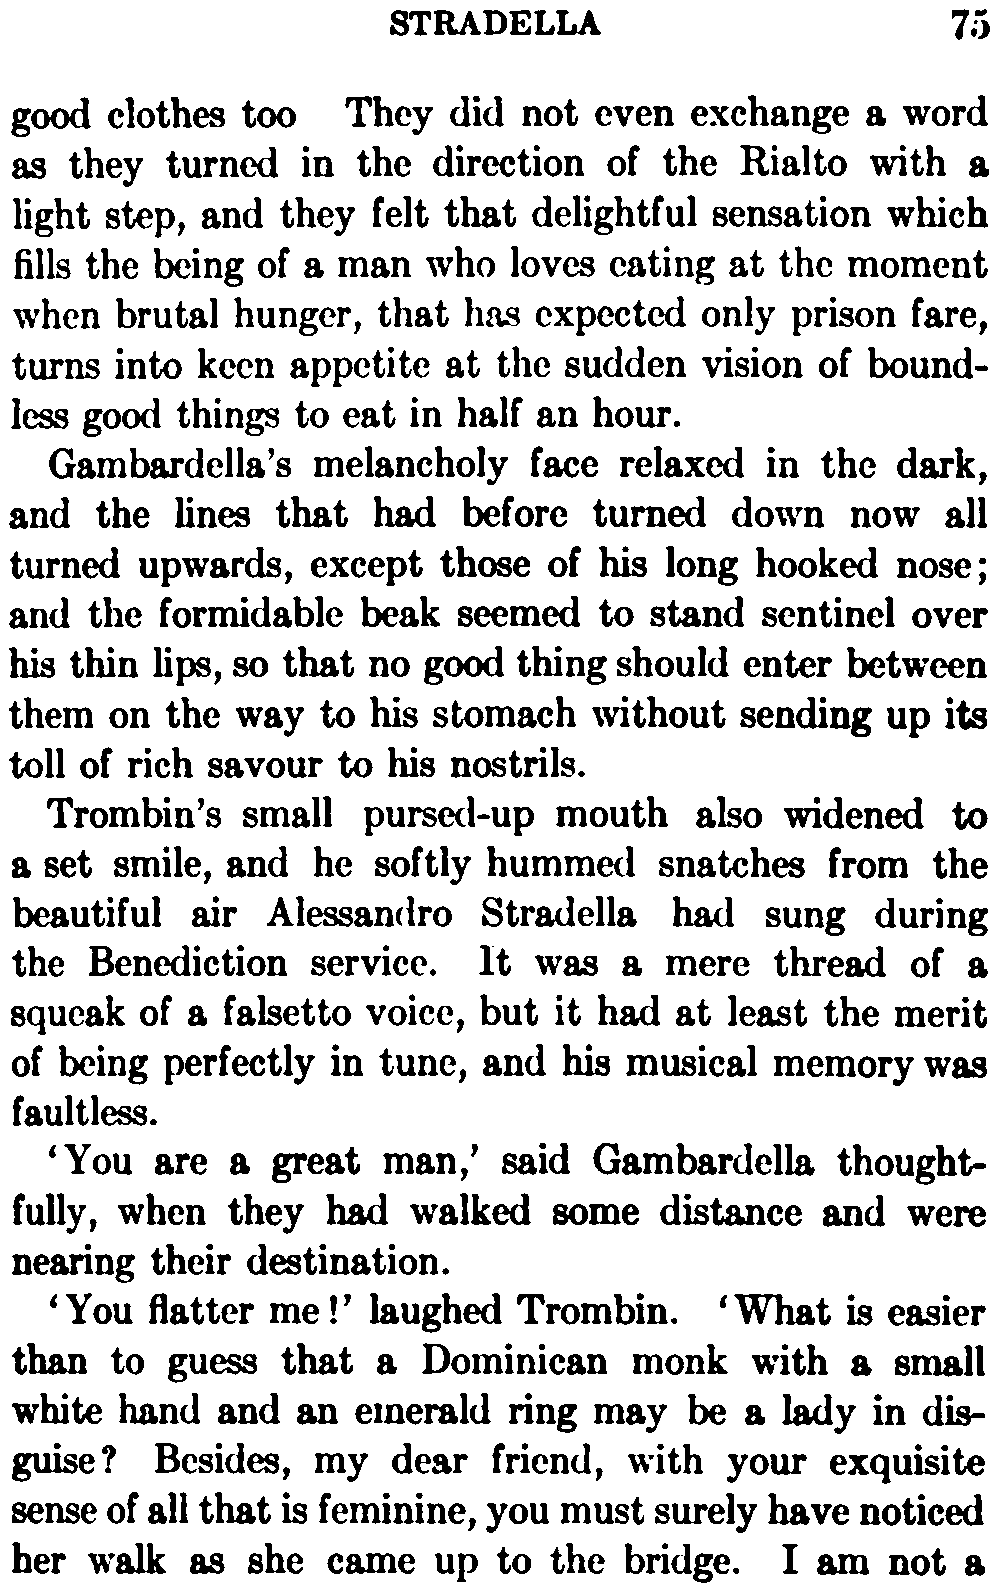 STRADELLA 75
good clothes too They did not even exchange a word
as they turned in the direction of the Rialto with a
light step, and they felt that delightful sensation which
fills the being of a man who loves eating at the moment
when brutal hunger, that has expected only prison fare,
turns into keen appetite at the sudden vision of bound-
less good things to eat in half an hour.
Gambardella's melancholy face relaxed in the dark,
and the lines that had before turned down now all
turned upwards, except those of his long hooked nose;
and the formidable beak seemed to stand sentinel over
his thin lips, so that no good thing should enter between
them on the way to his stomach without sending up its
toll of rich savour to his nostrils.
Trombin's small pursed-up mouth also widened to
a set smile, and he softly hummed snatches from the
beautiful air Alessandro Stradella had sung during
the Benediction service. It was a mere thread of a
squeak of a falsetto voice, but it had at least the merit
of being perfectly in tune, and his musical memory was
faultless.
'You are a great man,' said Gambardella thought-
fully, when they had walked some distance and were
nearing their destination.
'You flatter me!' laughed Trombin. 'What is easier
than to guess that a Dominican monk with a small
white hand and an emerald ring may be a lady in dis-
guise? Besides, my dear friend, with your exquisite
sense of all that is feminine, you must surely have noticed
her walk as she came up to the bridge. I am not a